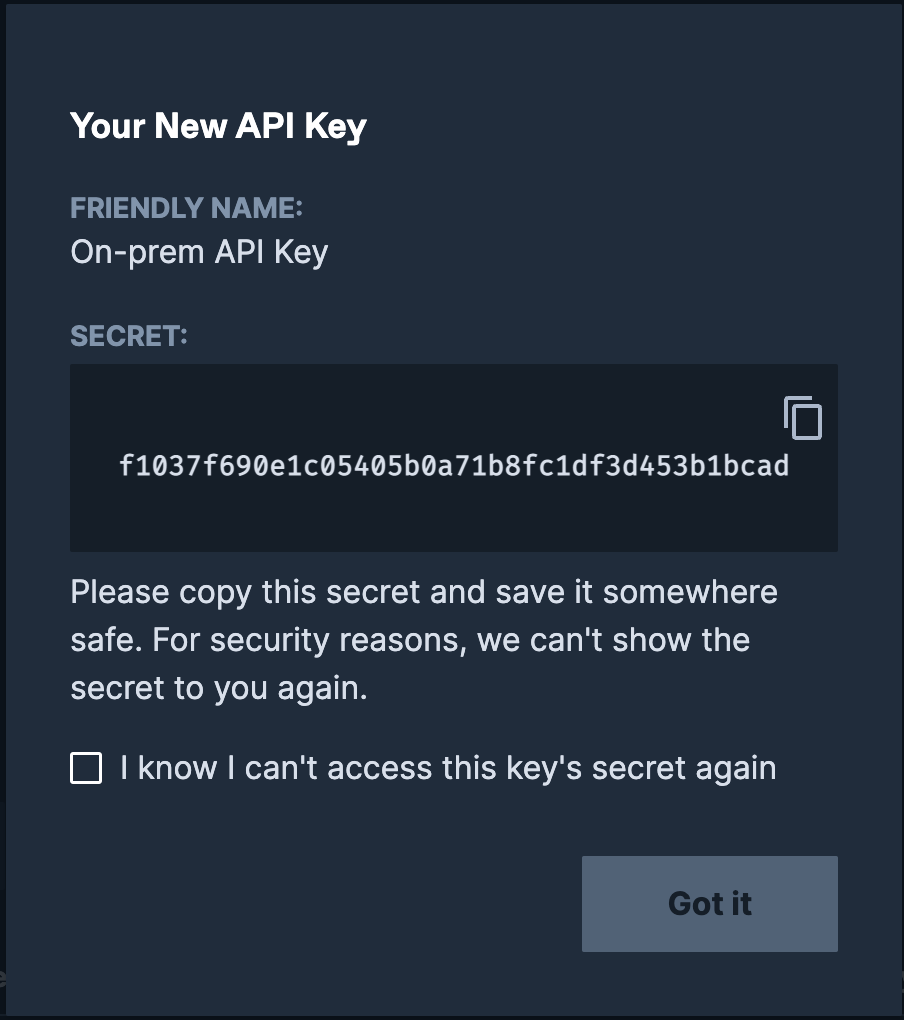 Your New API Key
FRIENDLY NAME:
On-prem API Key
SECRET:
f1037f690e1c05405b0a71b8fc1df3d453b1bcad
Please copy this secret and save it somewhere
safe. For security reasons, we can't show the
secret to you again.
I know I can't access this key's secret again
Got it